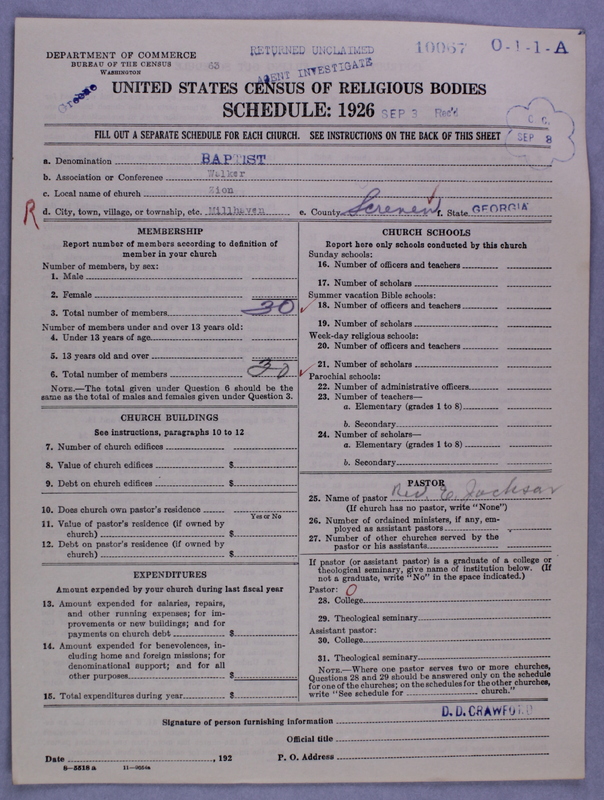 DEPARTMENT OF COMMERCE
BUREAU OF THE CENSUS
WASHINGTON
63
RETURNED UNCLAIMED
AGENT INVESTIGATE
10067 0-1-1-A
Greene
UNITED STATES CENSUS OF RELIGIOUS BODIES
SCHEDULE: 1926
SEP 3 Rec'd
C. C.
SEP 8
FILL OUT A SEPARATE SCHEDULE FOR EACH CHURCH. SEE INSTRUCTIONS ON THE BACK OF THIS SHEET
a. Denomination BAPTIST
b. Association or Conference Walker
c. Local name of church Zion
R d. City, town, village, or township, etc. Millhaven e. County Screven f. State GEORGIA
MEMBERSHIP
Report number of members according to definition of
member in your church
Number of members, by sex:
1. Male
2. Female
3. Total number of members 30
Number of members under and over 13 years old:
4. Under 13 years of age
5. 13 years old and over
6. Total number of members 30
NOTE.—The total given under Question 6 should be the
same as the total of males and females given under Question 3.
CHURCH BUILDINGS
See instructions, paragraphs 10 to 12
7. Number of church edifices
8. Value of church edifices $
9. Debt on church edifices $
10. Does church own pastor's residence
Yes or No
11. Value of pastor's residence (if owned by
church) $
12. Debt on pastor's residence (if owned by
church) $
EXPENDITURES
Amount expended by your church during last fiscal year
13. Amount expended for salaries, repairs,
and other running expenses; for im-
provements or new buildings; and for
payments on church debt $
14. Amount expended for benevolences, in-
cluding home and foreign missions; for
denominational support; and for all
other purposes $
15. Total expenditures during year $
CHURCH SCHOOLS
Report here only schools conducted by this church
Sunday schools:
16. Number of officers and teachers
17. Number of scholars
Summer vacation Bible schools:
18. Number of officers and teachers
19. Number of scholars
Week-day religious schools:
20. Number of officers and teachers
21. Number of scholars
Parochial schools:
22. Number of administrative officers
23. Number of teachers—
a. Elementary (grades 1 to 8)
b. Secondary
24. Number of scholars—
a. Elementary (grades 1 to 8)
b. Secondary
PASTOR
25. Name of pastor Rev. E. Jackson
(If church has no pastor, write "None")
26. Number of ordained ministers, if any, em-
ployed as assistant pastors
27. Number of other churches served by the
pastor or his assistants
If pastor (or assistant pastor) is a graduate of a college or
theological seminary, give name of institution below. (If
not a graduate, write "No" in the space indicated.)
Pastor: O
28. College
29. Theological seminary
Assistant pastor:
30. College
31. Theological seminary
NOTE.—Where one pastor serves two or more churches,
Questions 28 and 29 should be answered only on the schedule
for one of the churches; on the schedules for the other churches,
write "See schedule for church."
Signature of person furnishing information D. D. CRAWFORD
Official title
Date , 192 P. O. Address
8—5518 a 11—9654a